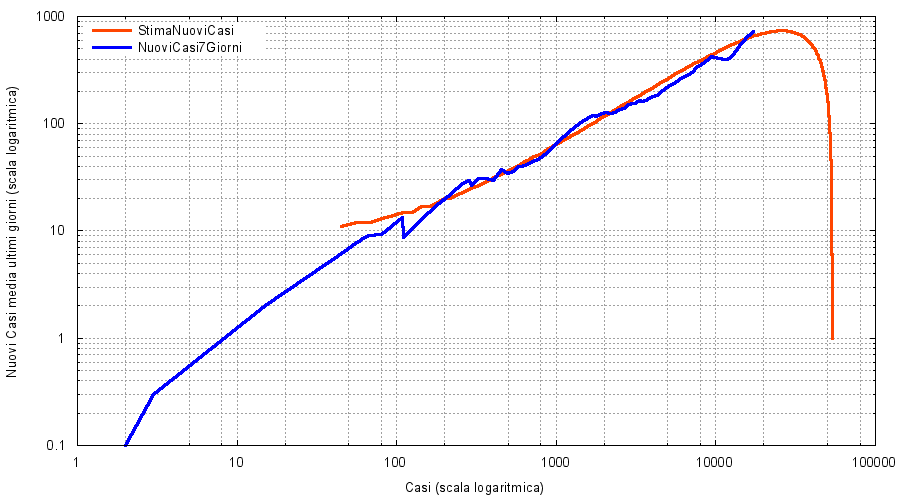 1000
StimaNuoviCasi
NuoviCasi7Giorni
100
10
1
0.1
Nuovi Casi media ultimi giorni (scala logaritmica)
1 10 100 1000 10000 100000
Casi (scala logaritmica)